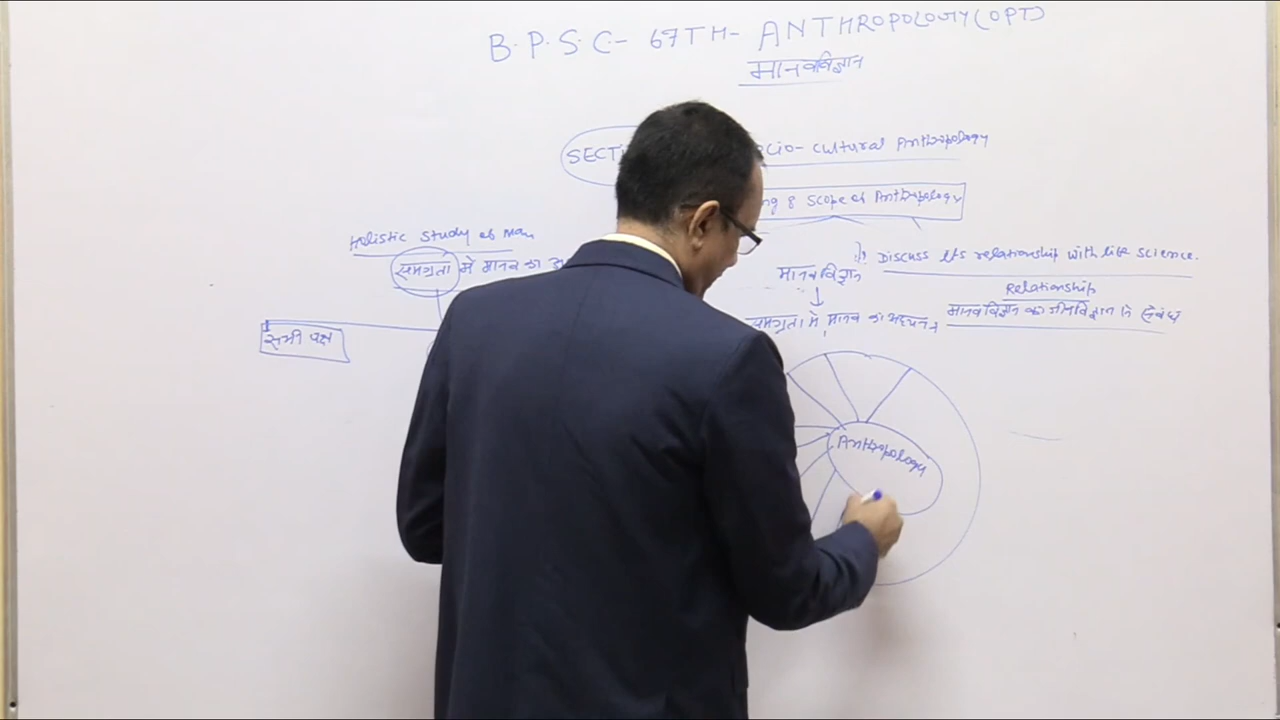 B.P.S.C- 67TH- ANTHROPOLOGY(OPT)
मानवविज्ञान
SECTI
cio- cultural Anthropology
ng & Scope of Anthropology
Holistic study of Man
समग्रता में मानव का अ
Discuss its relationship with life science.
मानवविज्ञान
Relationship
समग्रता में मानव का अध्ययन
मानवविज्ञान का जीवविज्ञान से संबंध
सभी पक्ष
Anthropology